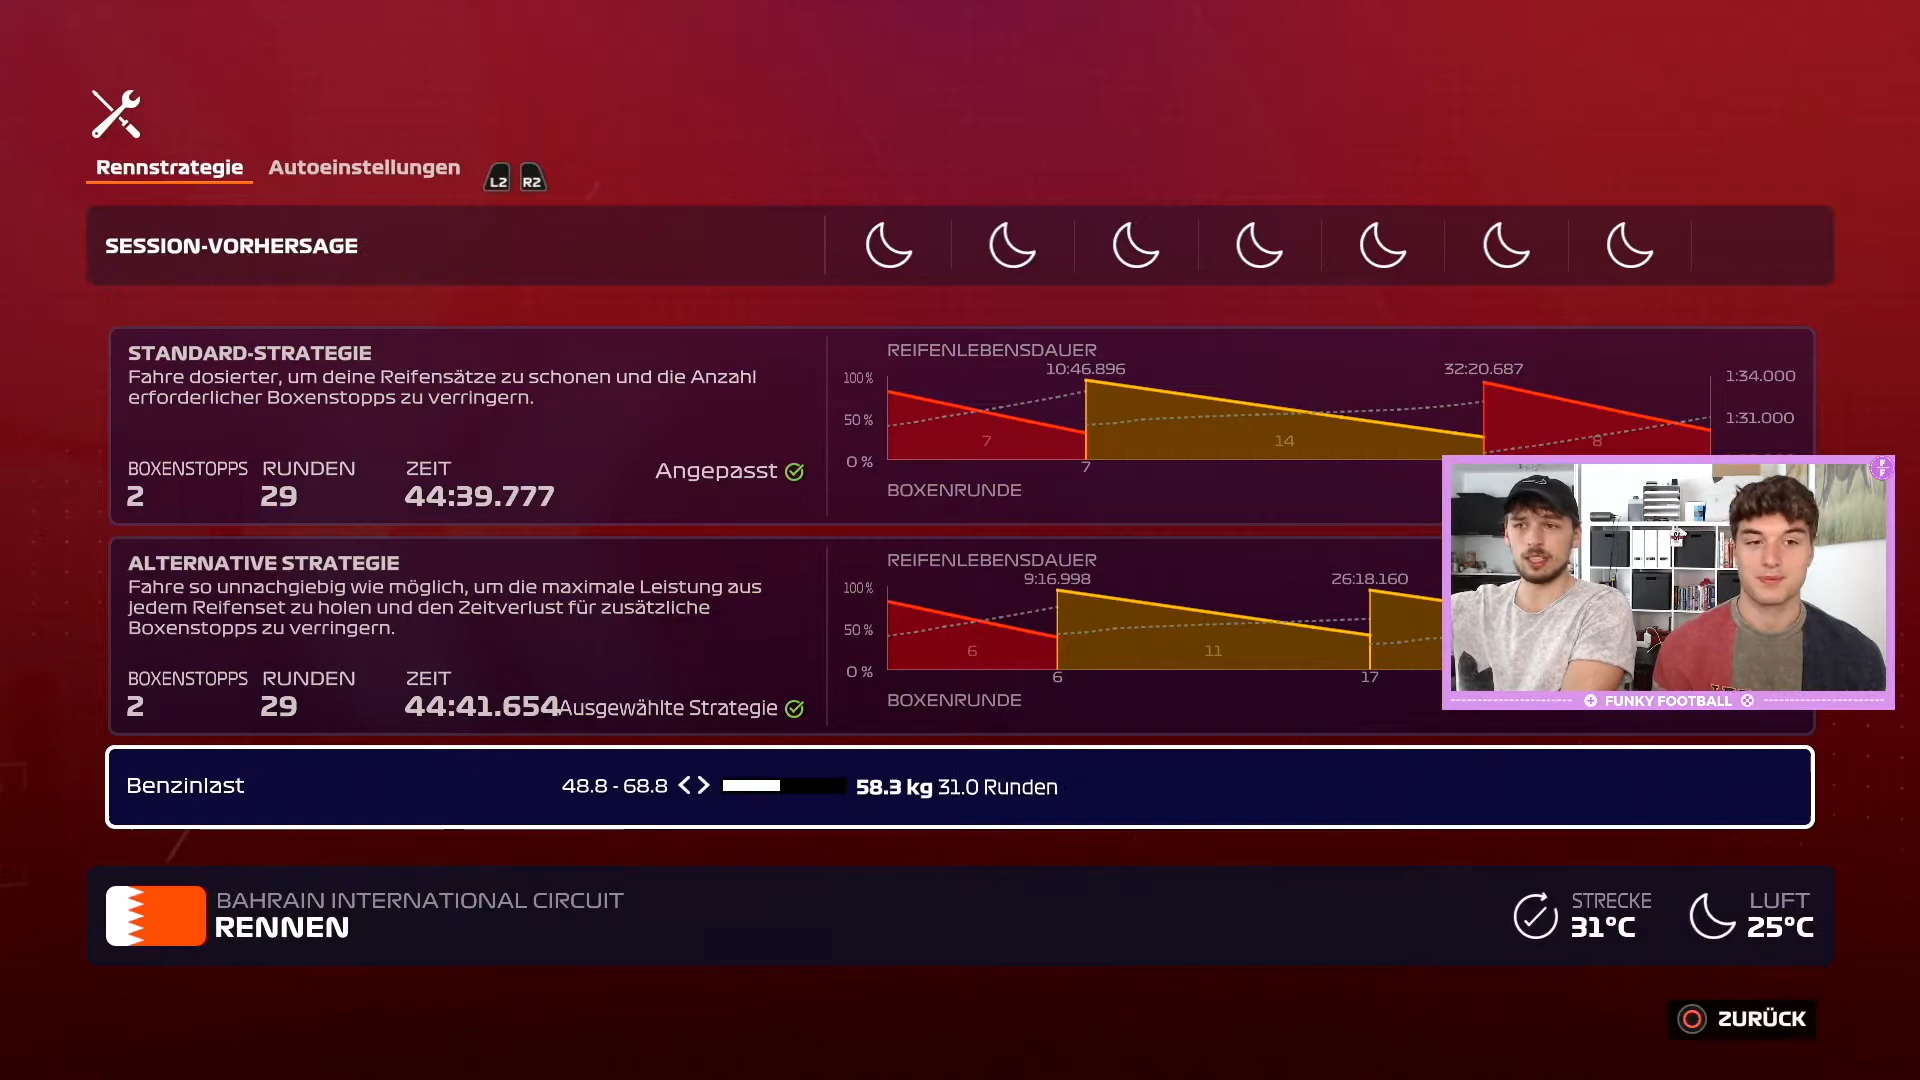 Rennstrategie Autoeinstellungen L2 R2
SESSION-VORHERSAGE
STANDARD-STRATEGIE
Fahre dosierter, um deine Reifensätze zu schonen und die Anzahl
erforderlicher Boxenstopps zu verringern.
BOXENSTOPPS RUNDEN ZEIT
2 29 44:39.777
Angepasst
REIFENLEBENSDAUER
10:46.896 32:20.687
100% 1:34.000
50% 1:31.000
7 14 8
0%
7
BOXENRUNDE
ALTERNATIVE STRATEGIE
Fahre so unnachgiebig wie möglich, um die maximale Leistung aus
jedem Reifenset zu holen und den Zeitverlust für zusätzliche
Boxenstopps zu verringern.
BOXENSTOPPS RUNDEN ZEIT
2 29 44:41.654
Ausgewählte Strategie
REIFENLEBENSDAUER
9:16.998 26:18.160
100%
50%
6 11
0%
6 17
BOXENRUNDE
FUNKY FOOTBALL
Benzinlast 48.8 - 68.8 58.3 kg 31.0 Runden
BAHRAIN INTERNATIONAL CIRCUIT
RENNEN
STRECKE
31°C
LUFT
25°C
ZURÜCK